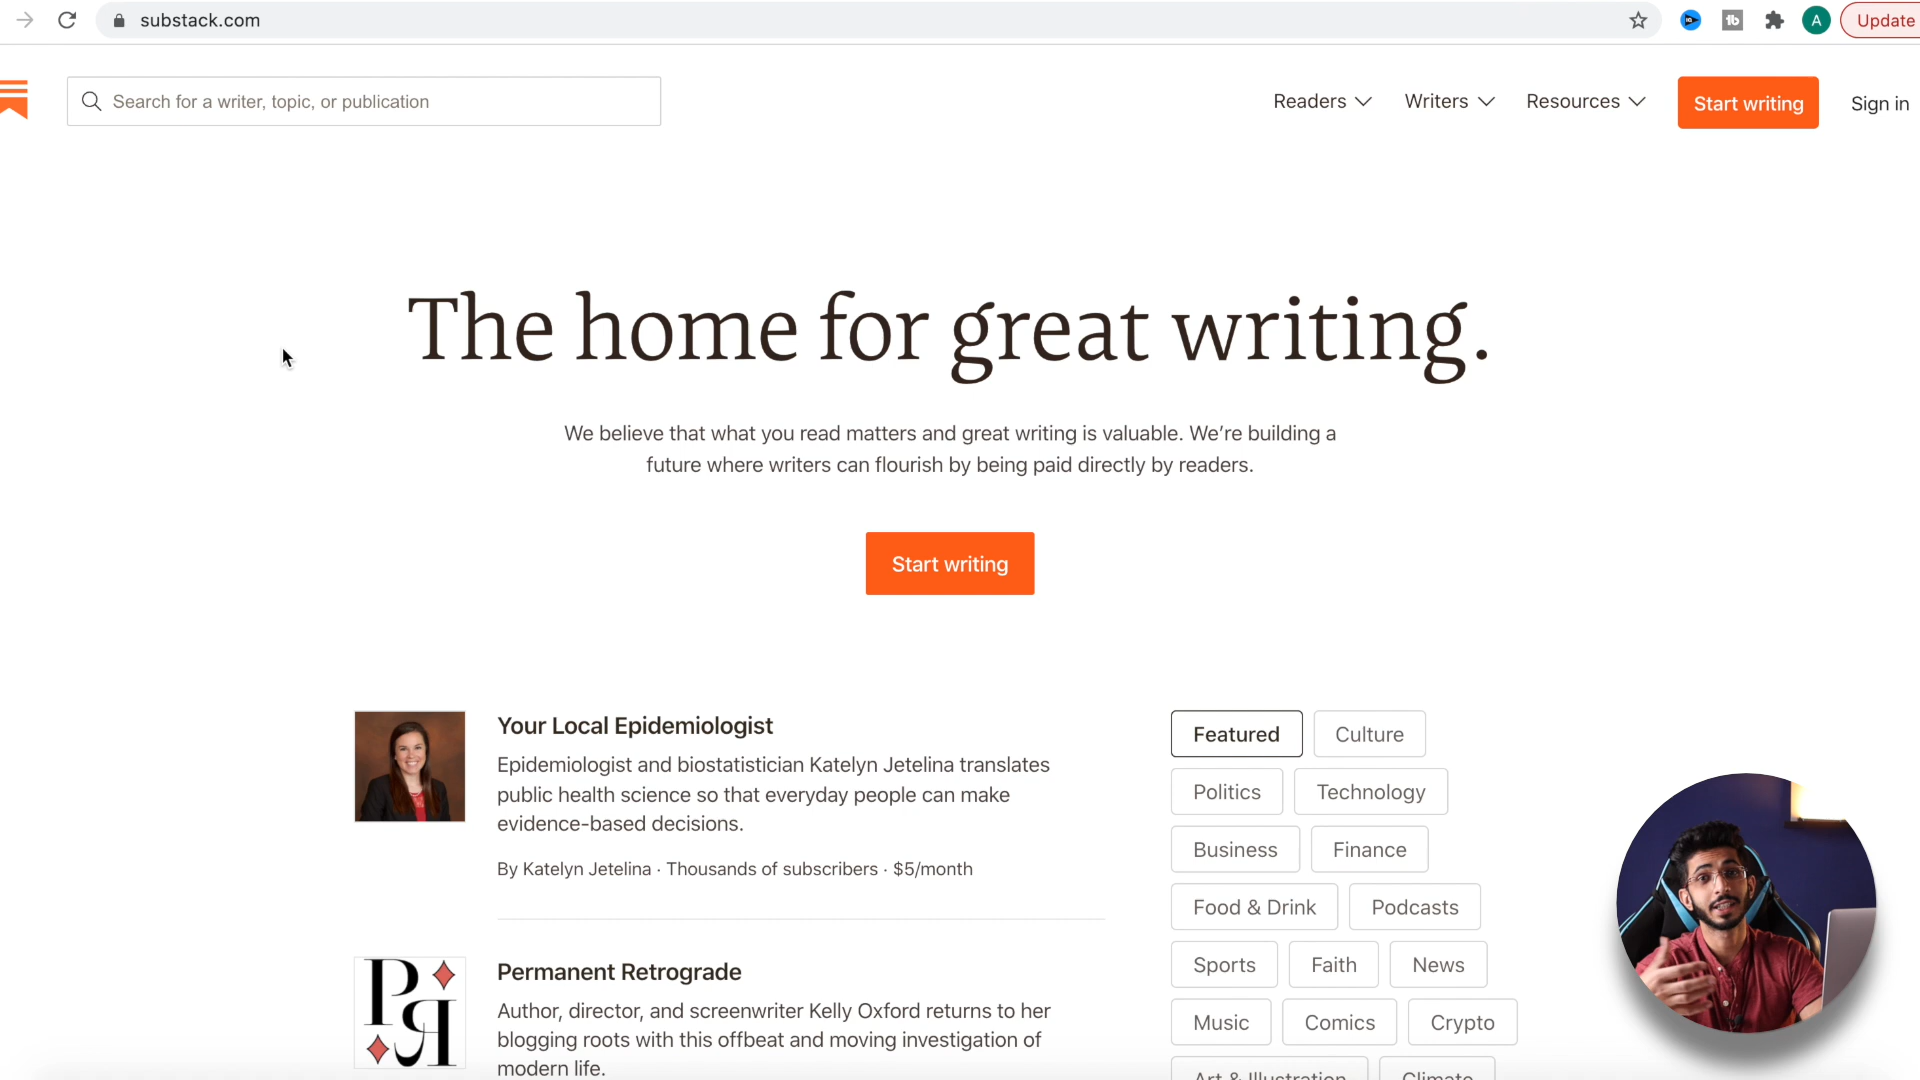 substack.com
A
Update
Search for a writer, topic, or publication
Readers
Writers
Resources
Start writing
Sign in
The home for great writing.
We believe that what you read matters and great writing is valuable. We’re building a
future where writers can flourish by being paid directly by readers.
Start writing
Your Local Epidemiologist
Epidemiologist and biostatistician Katelyn Jetelina translates
public health science so that everyday people can make
evidence-based decisions.
By Katelyn Jetelina · Thousands of subscribers · $5/month
Permanent Retrograde
Author, director, and screenwriter Kelly Oxford returns to her
blogging roots with this offbeat and moving investigation of
modern life.
Featured
Culture
Politics
Technology
Business
Finance
Food & Drink
Podcasts
Sports
Faith
News
Music
Comics
Crypto
Art & Illustration
Climate